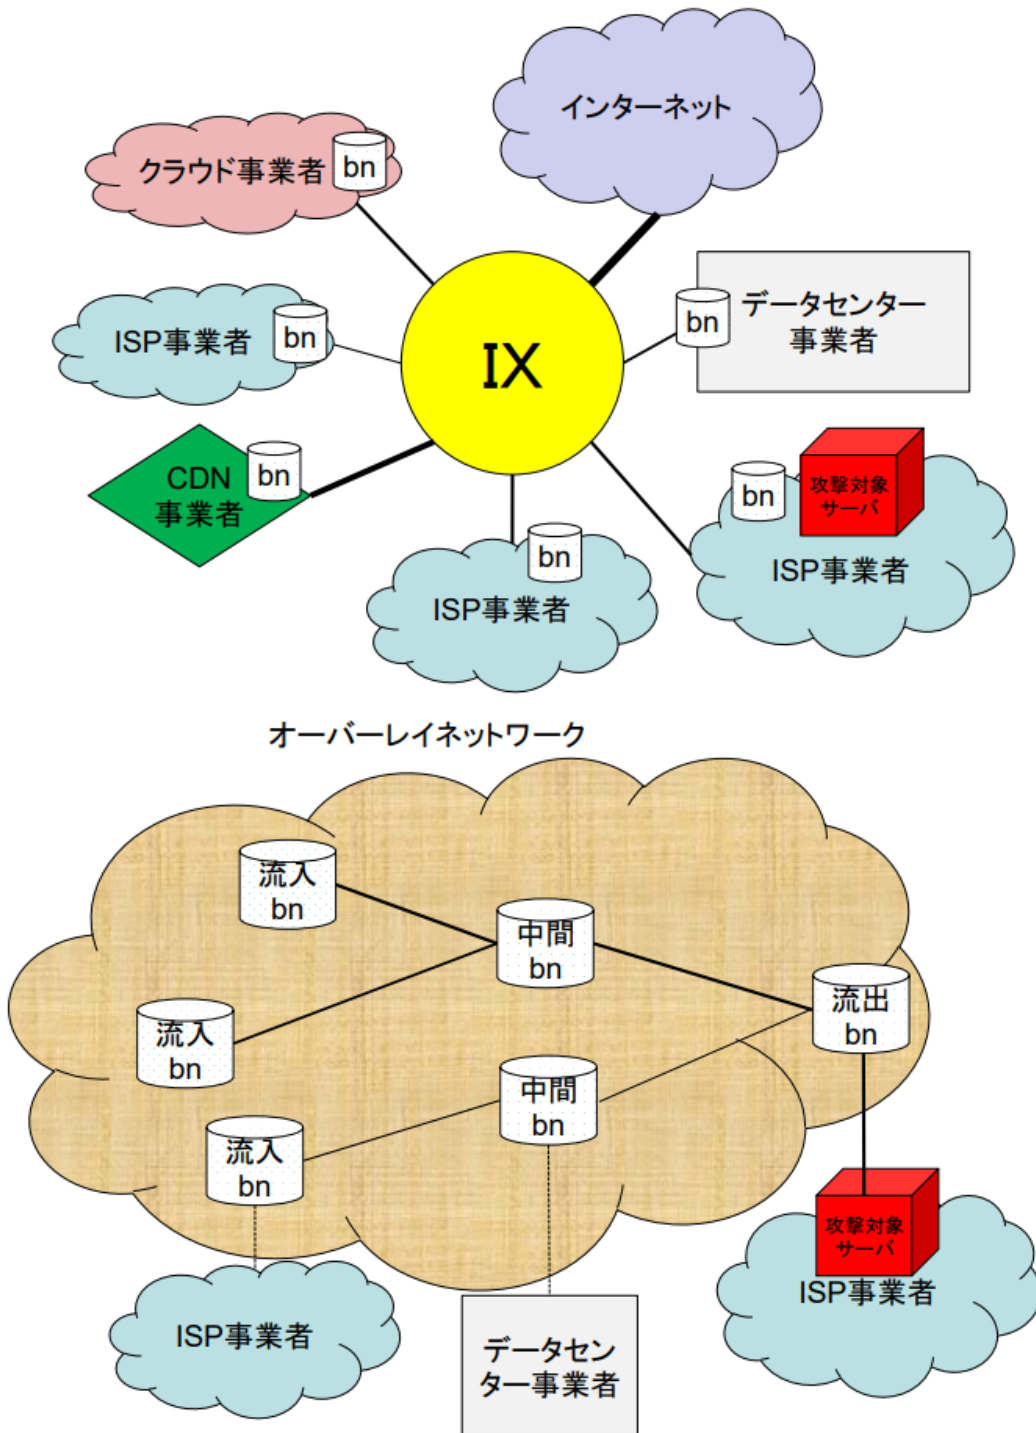 インターネット
クラウド事業者
bn
データセンター
事業者
bn
ISP事業者
bn
IX
CDN
事業者
bn
攻撃対象
サーバ
bn
ISP事業者
bn
ISP事業者
オーバーレイネットワーク
流入
bn
中間
bn
流出
bn
流入
bn
中間
bn
流入
bn
攻撃対象
サーバ
ISP事業者
ISP事業者
データセン
ター事業者